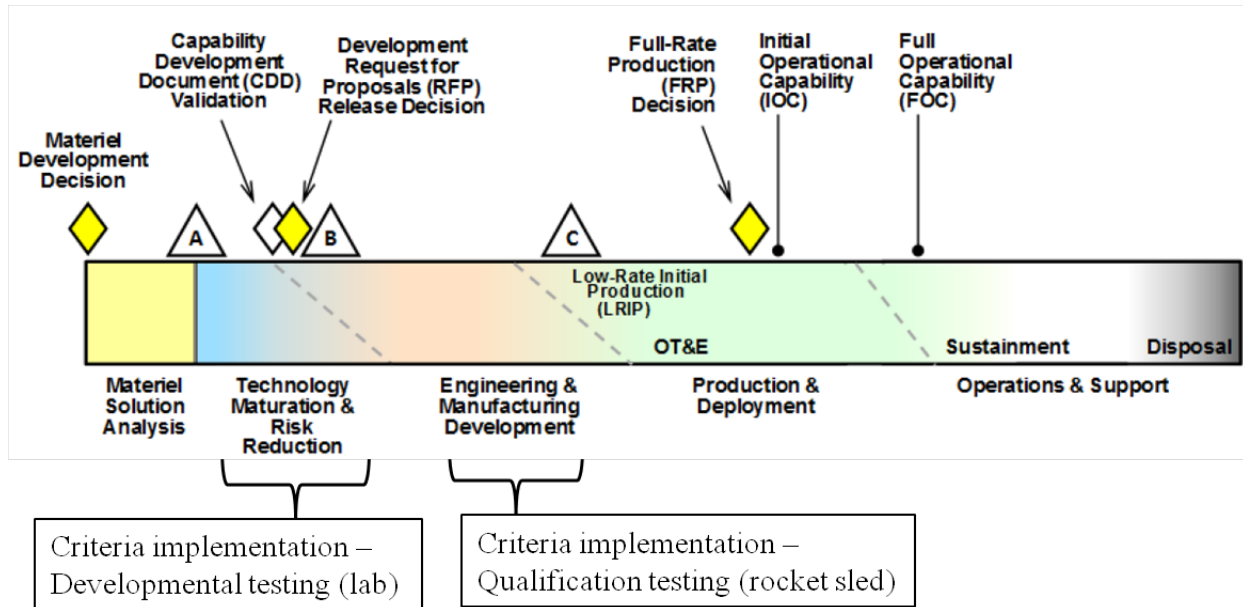 Capability
Development
Document (CDD)
Validation
Development
Request for
Proposals (RFP)
Release Decision
Full-Rate
Production
(FRP)
Decision
Initial
Operational
Capability
(IOC)
Full
Operational
Capability
(FOC)
Materiel
Development
Decision
A
B
C
Low-Rate Initial
Production
(LRIP)
OT&E
Sustainment
Disposal
Materiel
Solution
Analysis
Technology
Maturation &
Risk
Reduction
Engineering &
Manufacturing
Development
Production &
Deployment
Operations & Support
Criteria implementation –
Developmental testing (lab)
Criteria implementation –
Qualification testing (rocket sled)